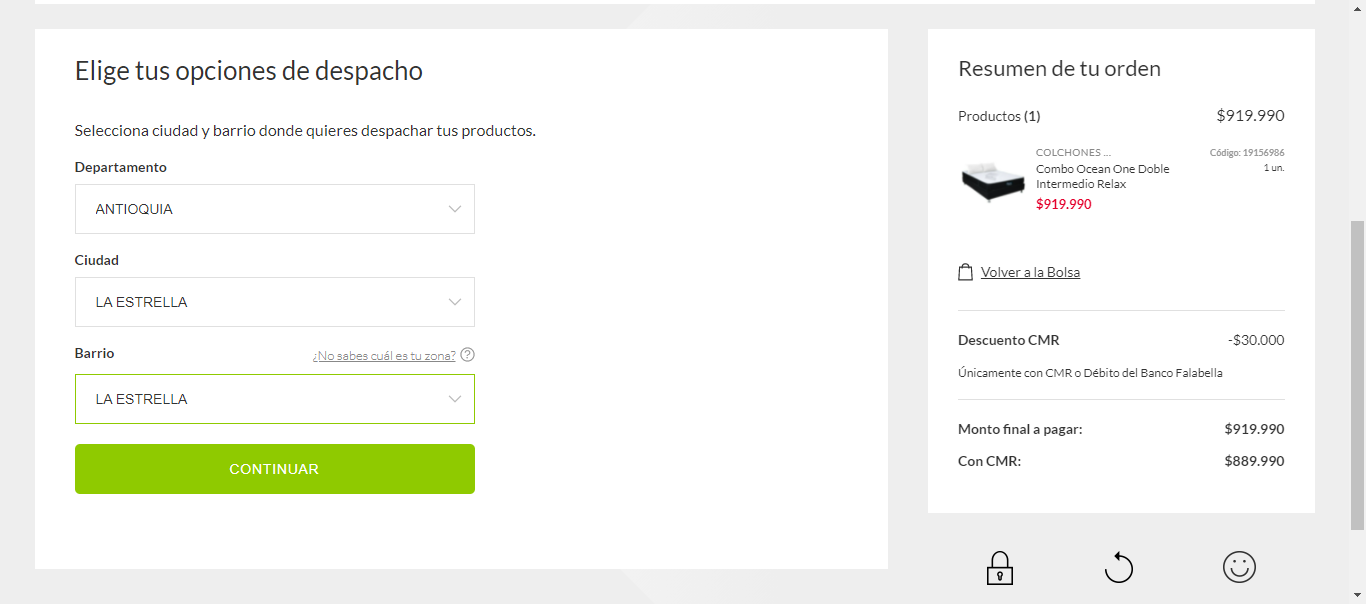 Elige tus opciones de despacho
Selecciona ciudad y barrio donde quieres despachar tus productos.
Departamento
ANTIOQUIA
Ciudad
LA ESTRELLA
Barrio
¿No sabes cuál es tu zona? ?
LA ESTRELLA
CONTINUAR
Resumen de tu orden
Productos (1) $919.990
COLCHONES ... Código: 19156986
Combo Ocean One Doble 1 un.
Intermedio Relax
$919.990
Volver a la Bolsa
Descuento CMR -$30.000
Únicamente con CMR o Débito del Banco Falabella
Monto final a pagar: $919.990
Con CMR: $889.990